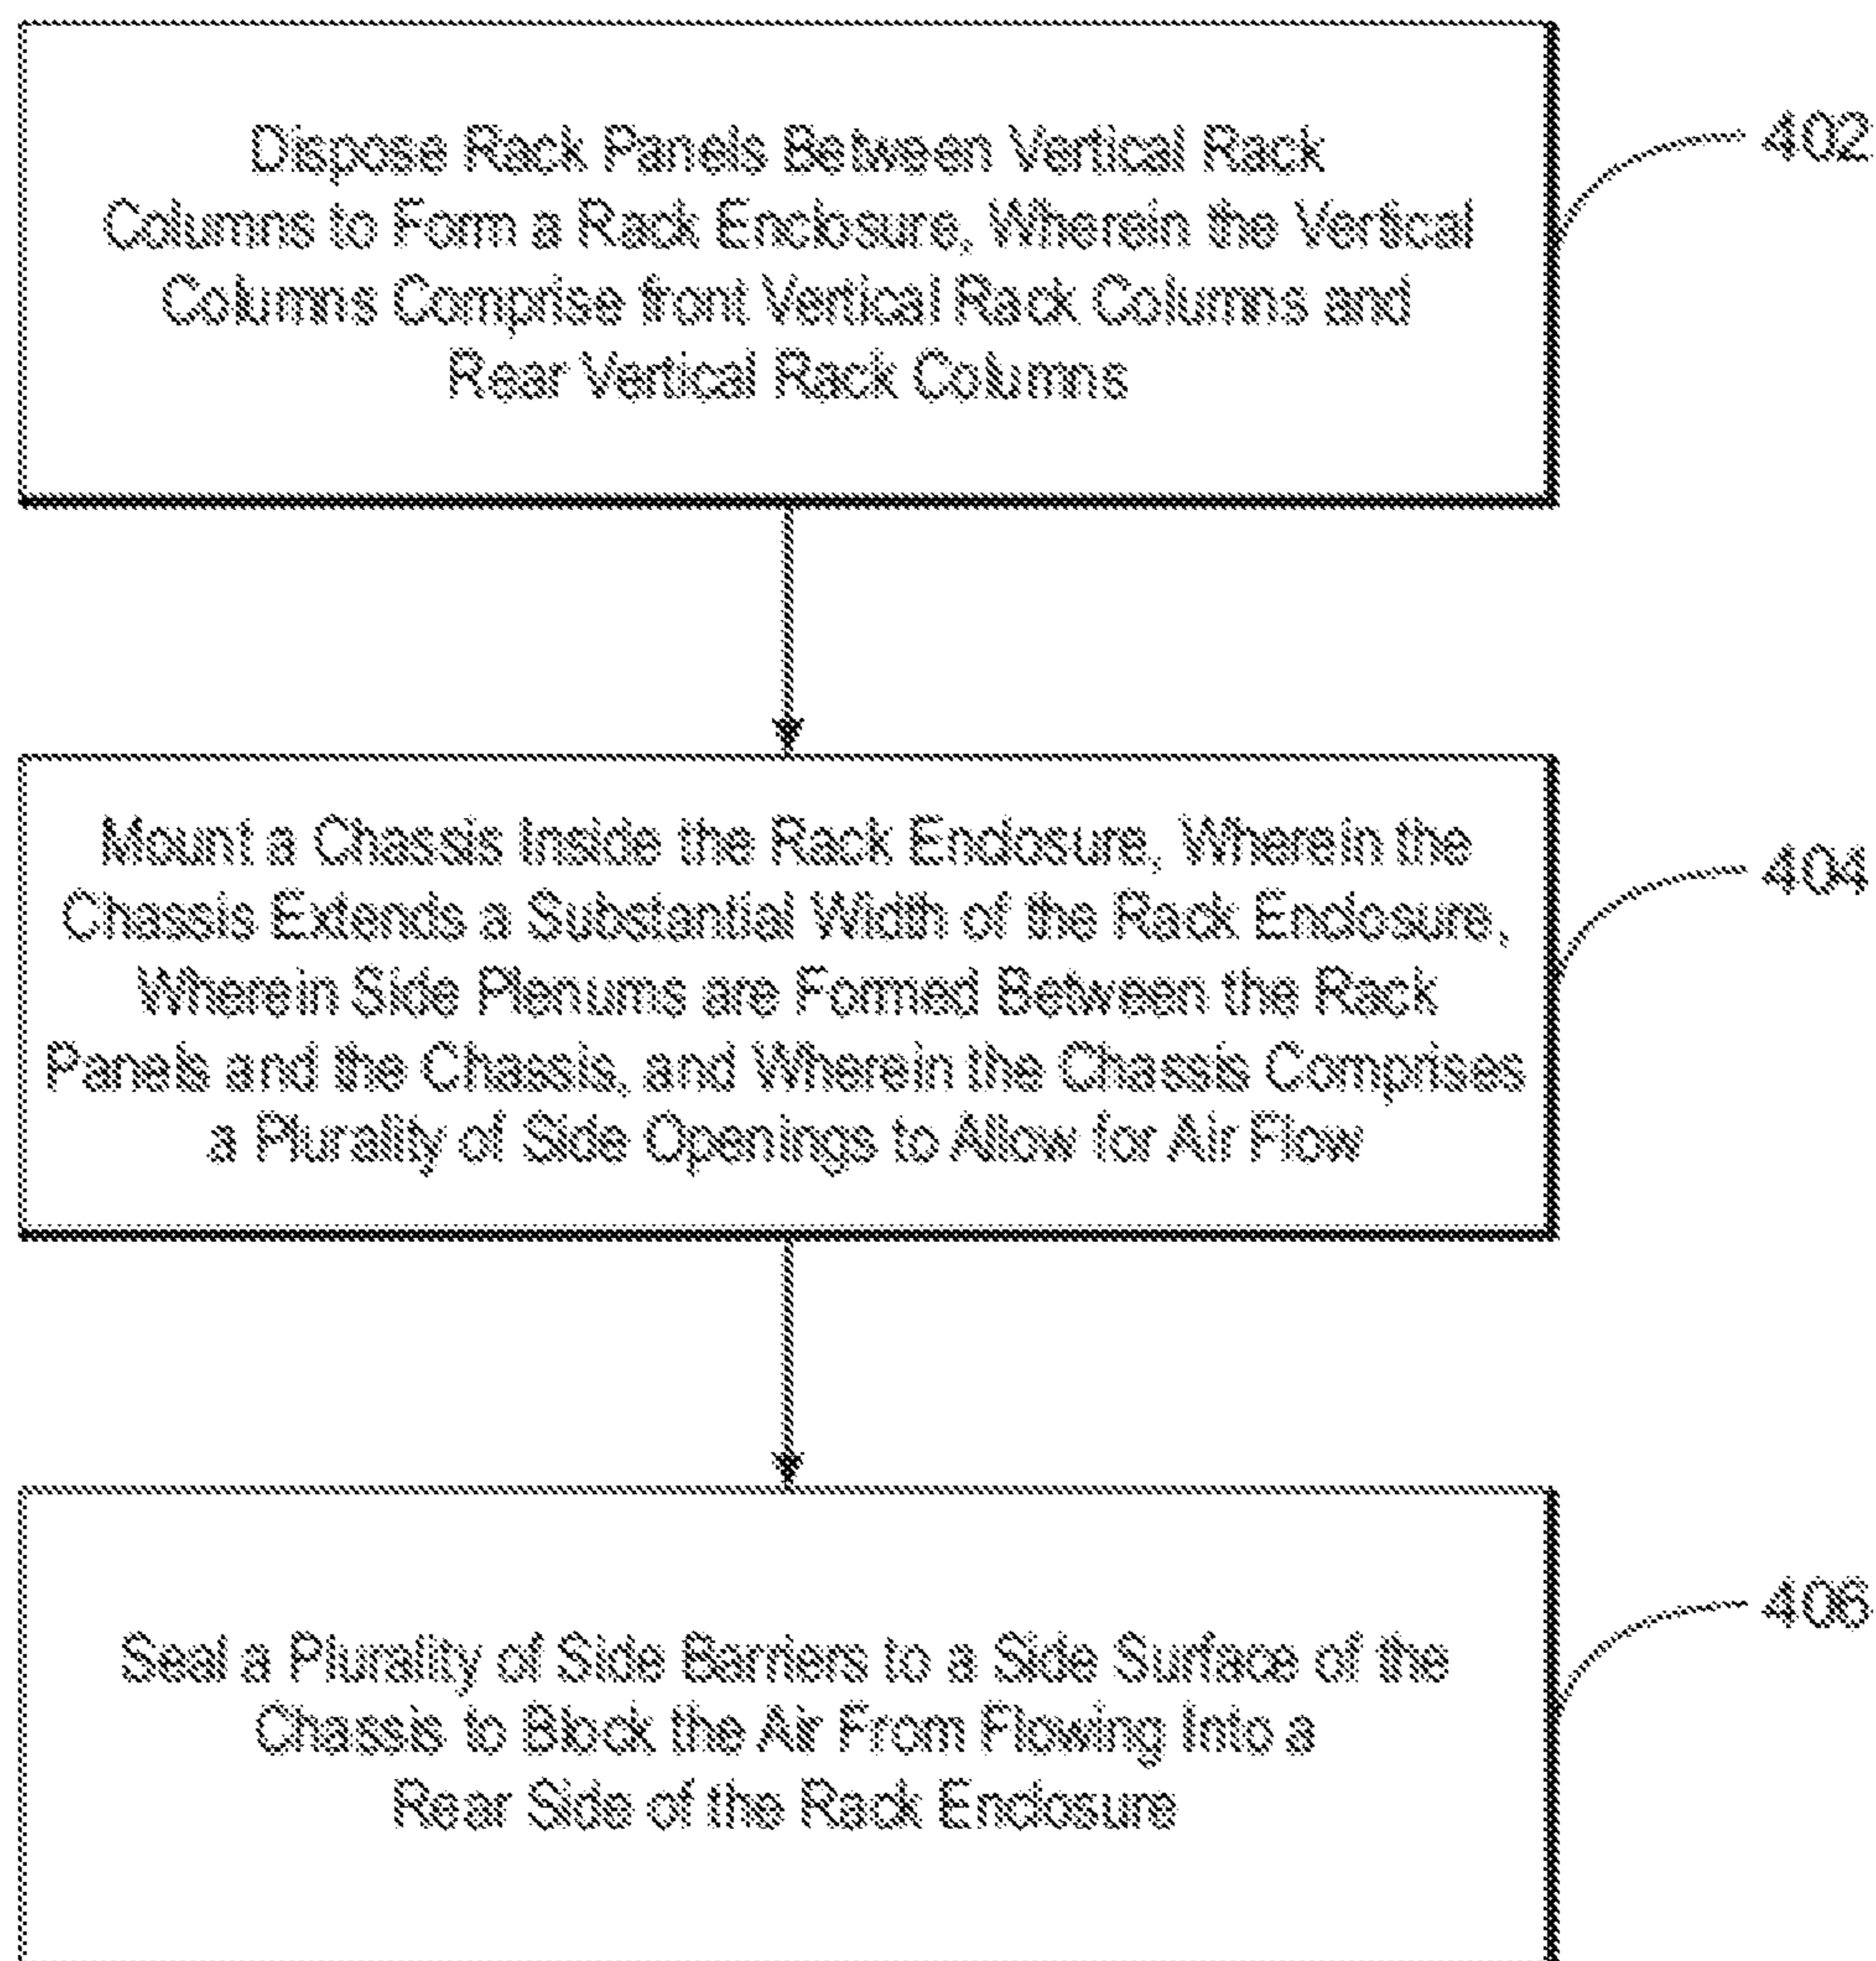 Dispose Rack Panels Between Vertical Rack
Columns to Form a Rack Enclosure, Wherein the Vertical
Columns Comprise front Vertical Rack Columns and
Rear Vertical Rack Columns
402
Mount a Chassis Inside the Rack Enclosure, Wherein the
Chassis Extends a Substantial Width of the Rack Enclosure,
Wherein Side Plenums are Formed Between the Rack
Panels and the Chassis, and Wherein the Chassis Comprises
a Plurality of Side Openings to Allow for Air Flow
404
Seal a Plurality of Side Barriers to a Side Surface of the
Chassis to Block the Air From Flowing Into a
Rear Side of the Rack Enclosure
406